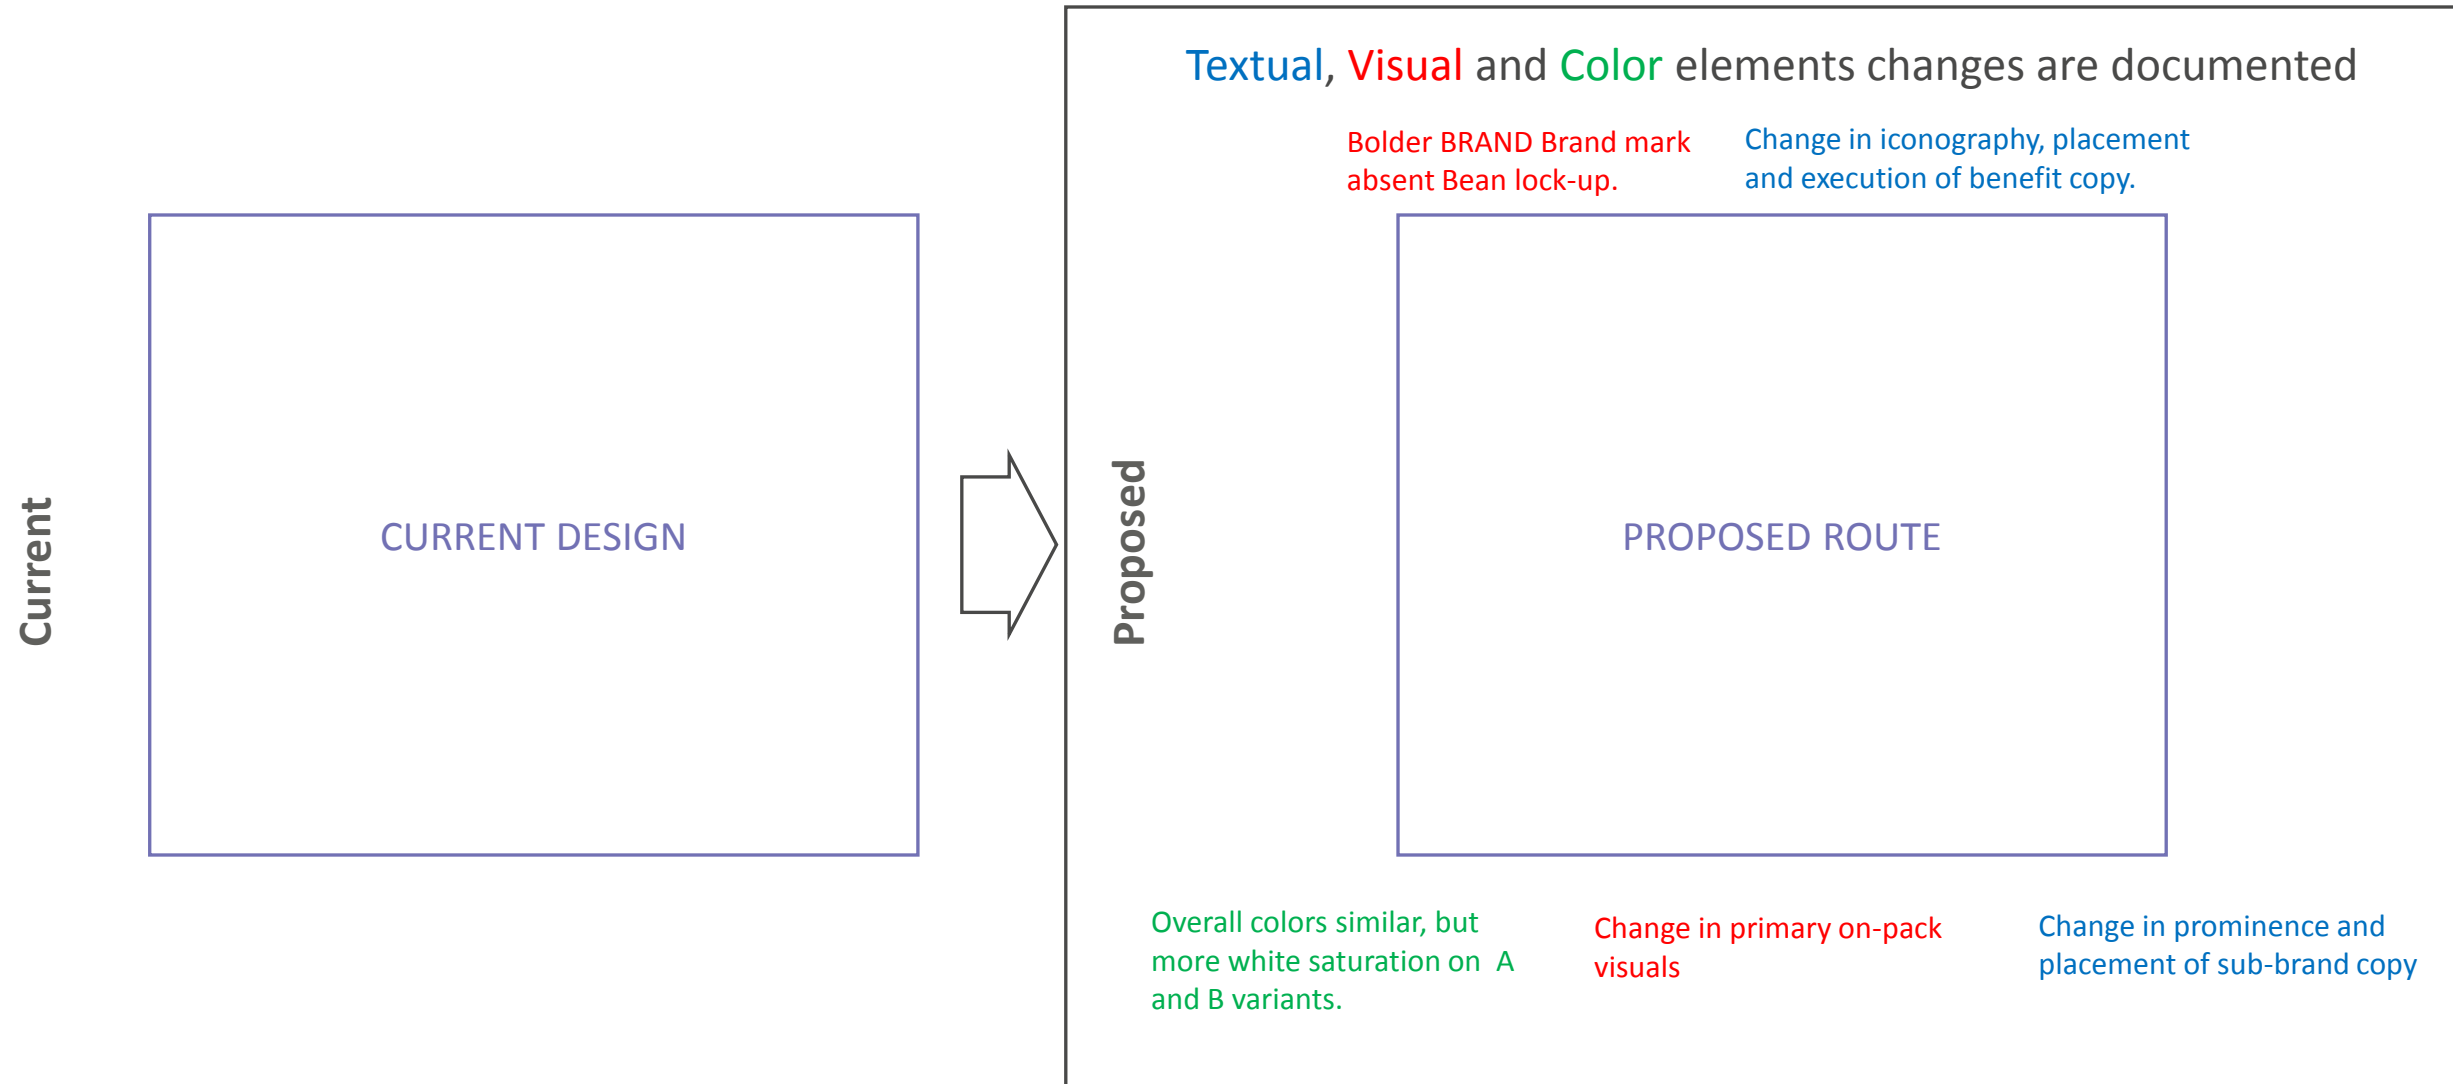 Textual, Visual and Color elements changes are documented
Bolder BRAND Brand mark
absent Bean lock-up.
Change in iconography, placement
and execution of benefit copy.
Current
CURRENT DESIGN
Proposed
PROPOSED ROUTE
Overall colors similar, but
more white saturation on A
and B variants.
Change in primary on-pack
visuals
Change in prominence and
placement of sub-brand copy